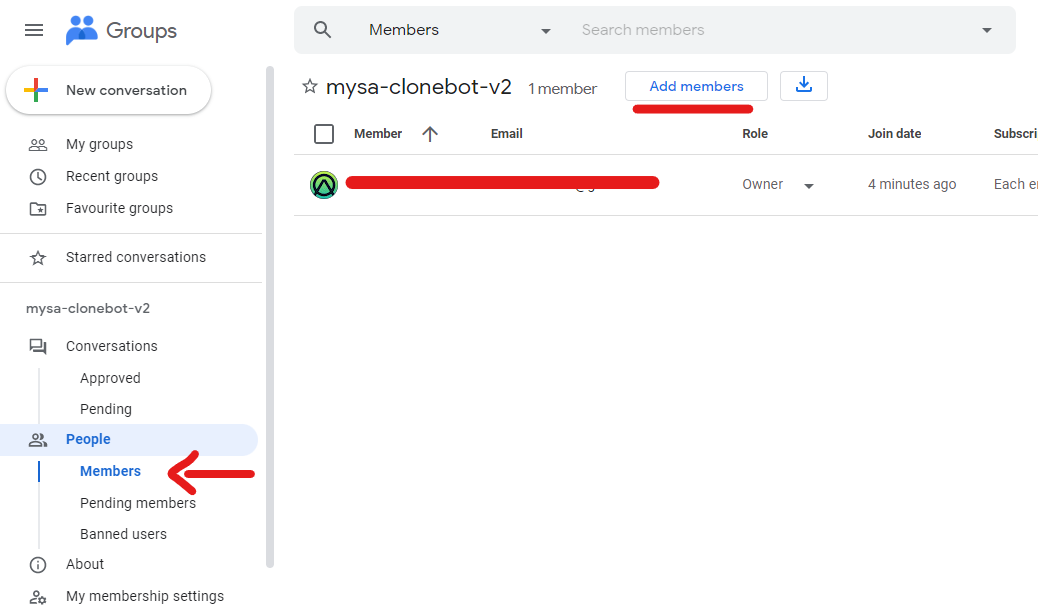 Groups
Members
Search members
New conversation
My groups
Recent groups
Favourite groups
Starred conversations
mysa-clonebot-v2
Conversations
Approved
Pending
People
Members
Pending members
Banned users
About
My membership settings
mysa-clonebot-v2 1 member Add members
Member Email Role Join date Subscri
Owner 4 minutes ago Each